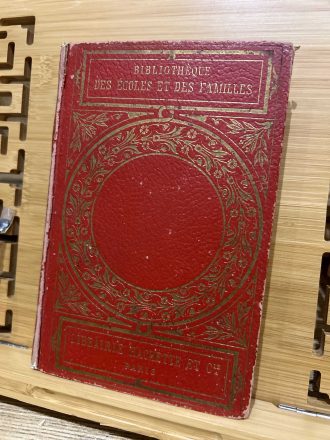 BIBLIOTHÈQUE
DES ÉCOLES ET DES FAMILLES
LIBRAIRIE HACHETTE ET Cie
PARIS